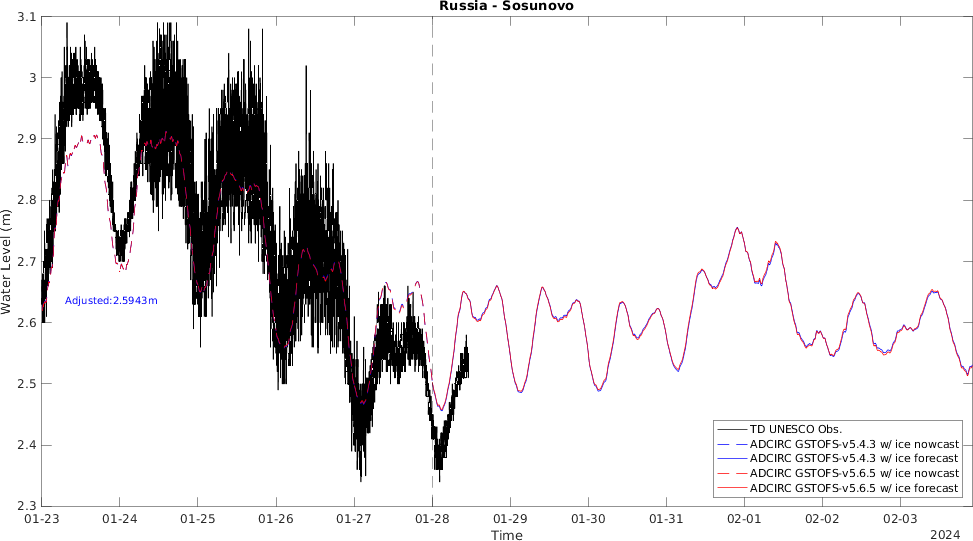 Russia - Sosunovo
3.1
3
2.9
2.8
2.7
2.6
2.5
2.4
2.3
Water Level (m)
Adjusted:2.5943m
TD UNESCO Obs.
ADCIRC GSTOFS-v5.4.3 w/ ice nowcast
ADCIRC GSTOFS-v5.4.3 w/ ice forecast
ADCIRC GSTOFS-v5.6.5 w/ ice nowcast
ADCIRC GSTOFS-v5.6.5 w/ ice forecast
01-23 01-24 01-25 01-26 01-27 01-28 01-29 01-30 01-31 02-01 02-02 02-03
Time
2024